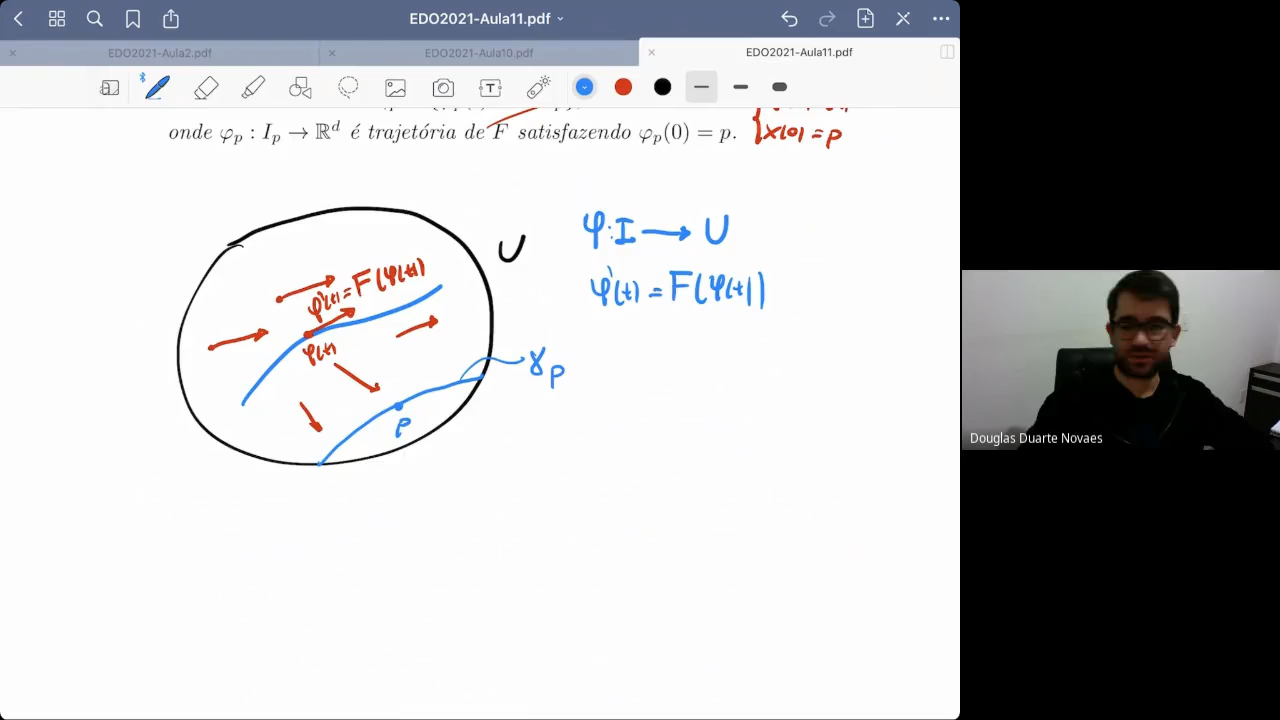 EDO2021-Aula11.pdf
EDO2021-Aula2.pdf
EDO2021-Aula10.pdf
EDO2021-Aula11.pdf
onde φp : Ip → ℝd é trajetória de F satisfazendo φp(0) = p.
x(0) = p
U
φ: I → U
φ'(t) = F(φ(t))
φ'(t) = F(φ(t))
φ(t)
γp
p
Douglas Duarte Novaes